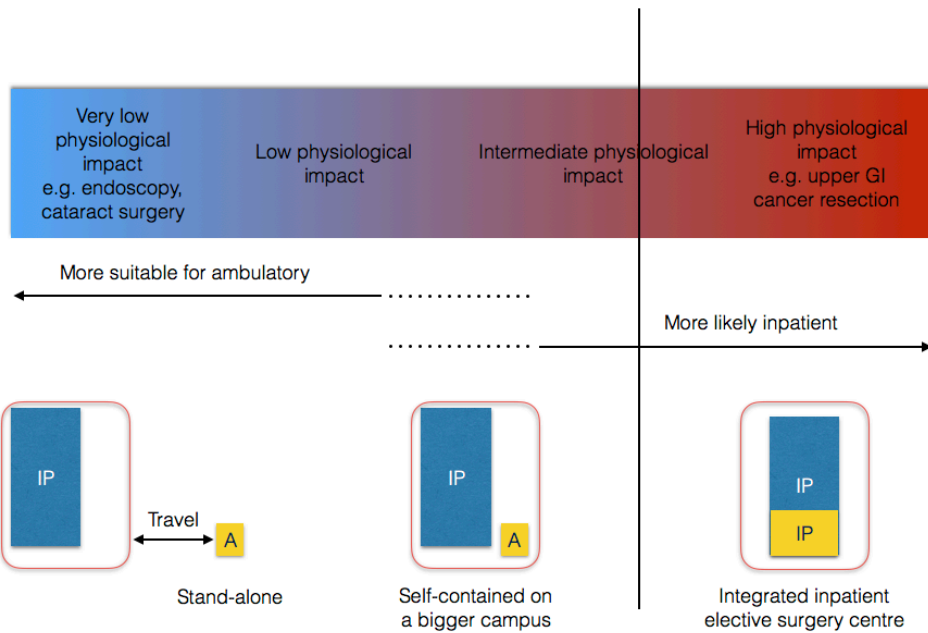 Very low
physiological
impact
e.g. endoscopy,
cataract surgery
Low physiological
impact
Intermediate physiological
impact
High physiological
impact
e.g. upper GI
cancer resection
More suitable for ambulatory
More likely inpatient
IP
Travel
A
Stand-alone
IP
A
Self-contained on
a bigger campus
IP
IP
Integrated inpatient
elective surgery centre